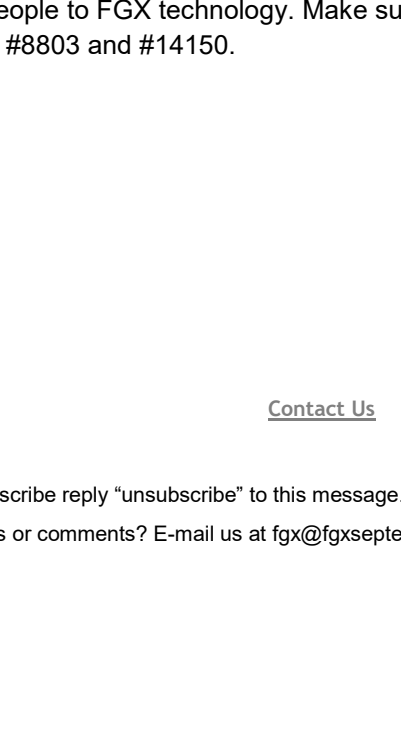 eople to FGX technology. Make su
#8803 and #14150.
Contact Us
scribe reply “unsubscribe” to this message.
s or comments? E-mail us at fgx@fgxsepte